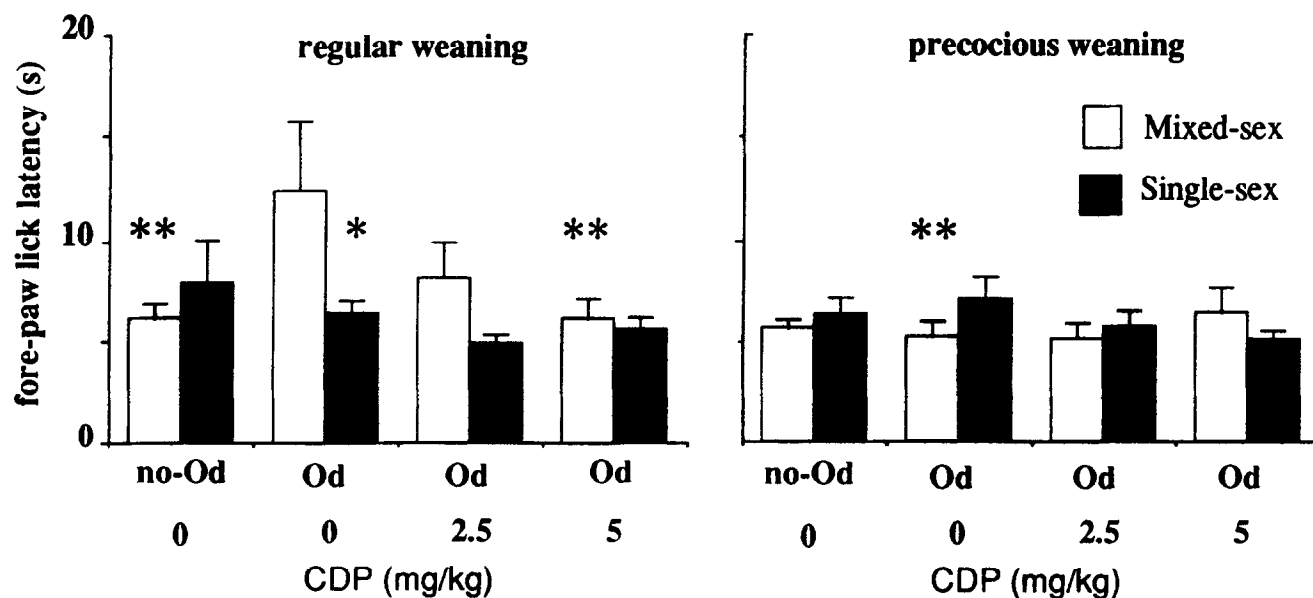 fore-paw lick latency (s)
20
10
0
regular weaning
**
*
**
no-Od Od Od Od
0 0 2.5 5
CDP (mg/kg)
precocious weaning
Mixed-sex
Single-sex
**
no-Od Od Od Od
0 0 2.5 5
CDP (mg/kg)